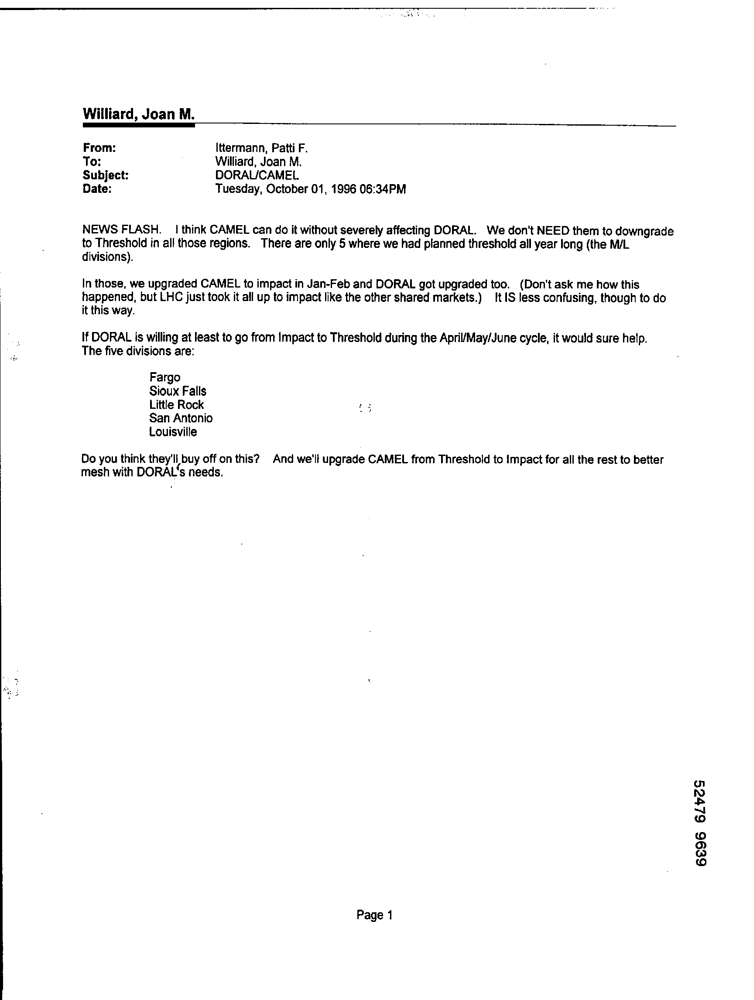 Williard, Joan M.
From: Ittermann, Patti F.
To: Williard, Joan M.
Subject: DORAL/CAMEL
Date: Tuesday, October 01, 1996 06:34PM
NEWS FLASH. I think CAMEL can do it without severely affecting DORAL. We don't NEED them to downgrade
to Threshold in all those regions. There are only 5 where we had planned threshold all year long (the M/L
divisions).
In those, we upgraded CAMEL to impact in Jan-Feb and DORAL got upgraded too. (Don't ask me how this
happened, but LHC just took it all up to impact like the other shared markets.) It IS less confusing, though to do
it this way.
If DORAL is willing at least to go from Impact to Threshold during the April/May/June cycle, it would sure help.
The five divisions are:
Fargo
Sioux Falls
Little Rock
San Antonio
Louisville
Do you think they'll buy off on this? And we'll upgrade CAMEL from Threshold to Impact for all the rest to better
mesh with DORAL's needs.
52479 9639
Page 1